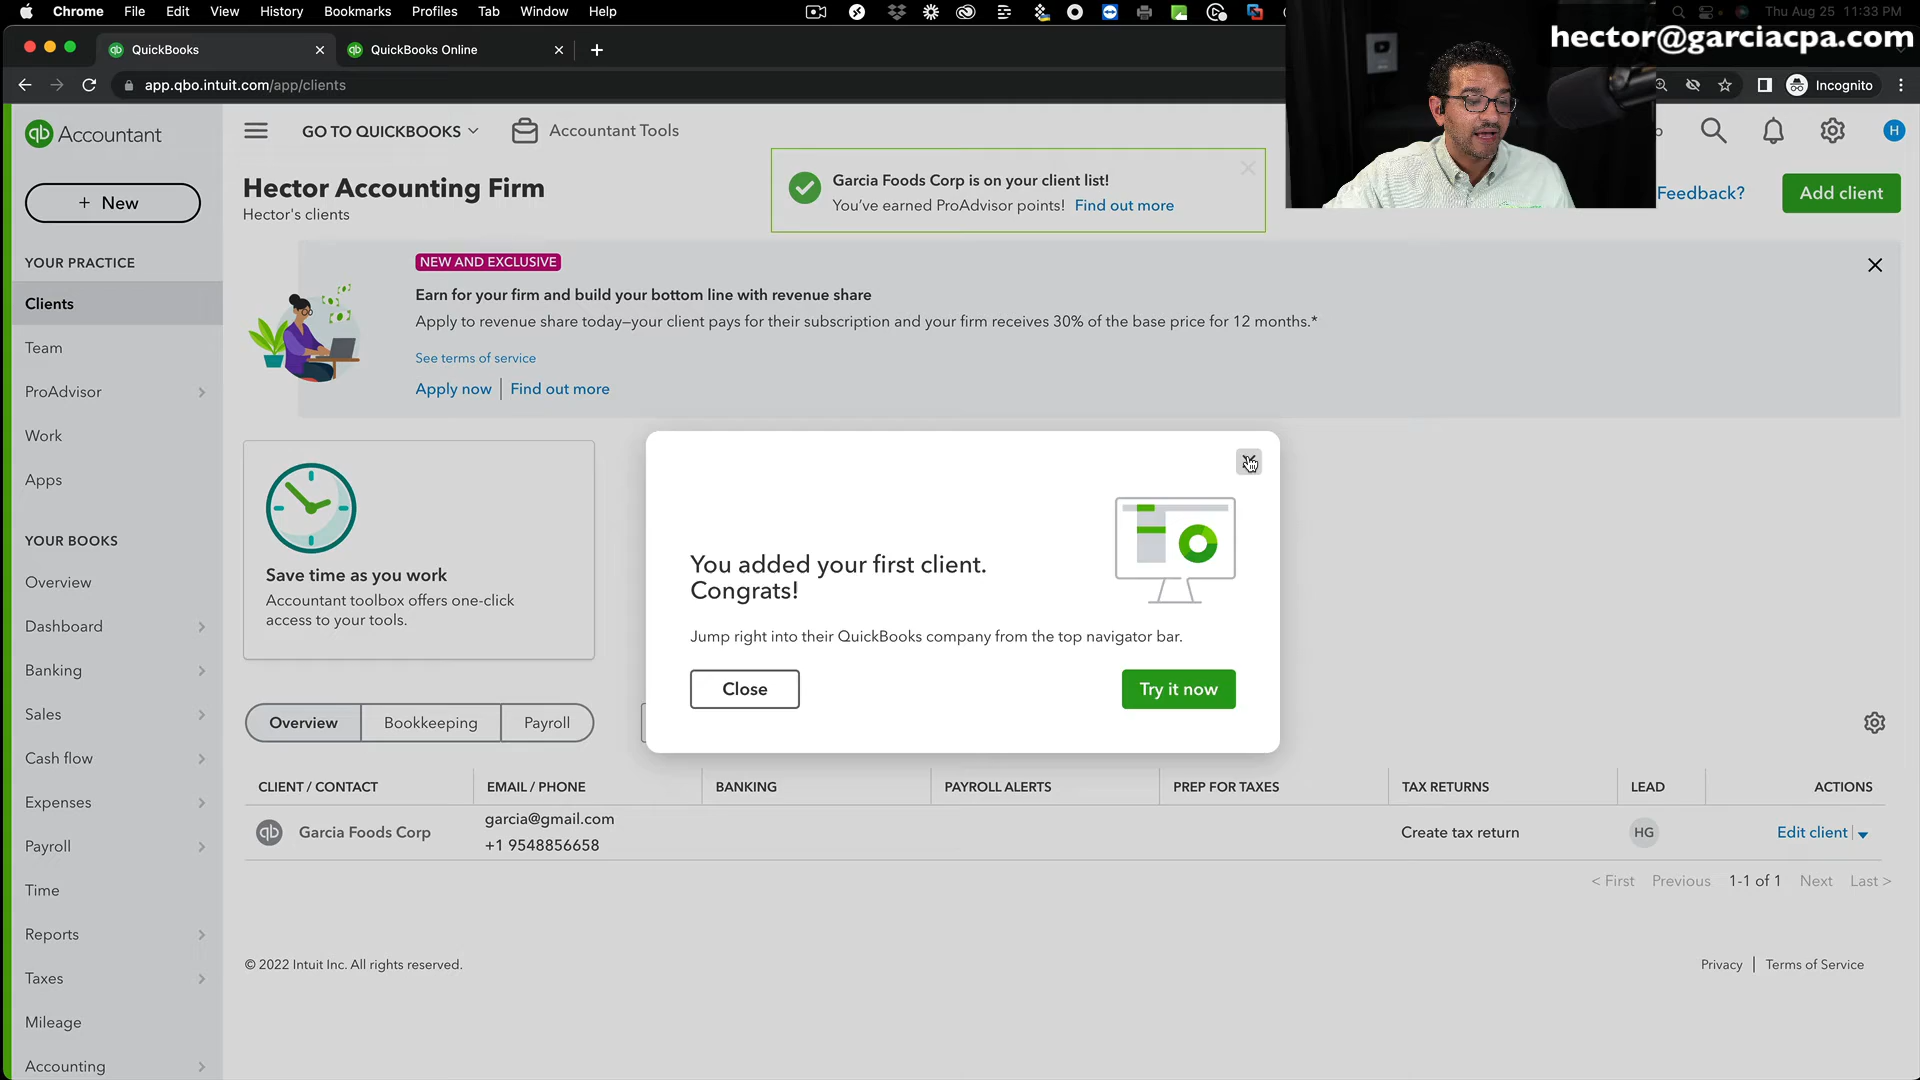 Chrome File Edit View History Bookmarks Profiles Tab Window Help
Thu Aug 25 11:33 PM
hector@garciacpa.com
QuickBooks
QuickBooks Online
app.qbo.intuit.com/app/clients
Incognito
qb Accountant
GO TO QUICKBOOKS
Accountant Tools
H
+ New
Hector Accounting Firm
Hector's clients
Garcia Foods Corp is on your client list!
You've earned ProAdvisor points! Find out more
Feedback?
Add client
YOUR PRACTICE
Clients
Team
ProAdvisor
Work
Apps
YOUR BOOKS
Overview
Dashboard
Banking
Sales
Cash flow
Expenses
Payroll
Time
Reports
Taxes
Mileage
Accounting
NEW AND EXCLUSIVE
Earn for your firm and build your bottom line with revenue share
Apply to revenue share today—your client pays for their subscription and your firm receives 30% of the base price for 12 months.*
See terms of service
Apply now | Find out more
Save time as you work
Accountant toolbox offers one-click
access to your tools.
You added your first client.
Congrats!
Jump right into their QuickBooks company from the top navigator bar.
Close
Try it now
Overview Bookkeeping Payroll
CLIENT / CONTACT EMAIL / PHONE BANKING PAYROLL ALERTS PREP FOR TAXES TAX RETURNS LEAD ACTIONS
qb Garcia Foods Corp garcia@gmail.com Create tax return HG Edit client
+1 9548856658
< First Previous 1-1 of 1 Next Last >
© 2022 Intuit Inc. All rights reserved.
Privacy | Terms of Service